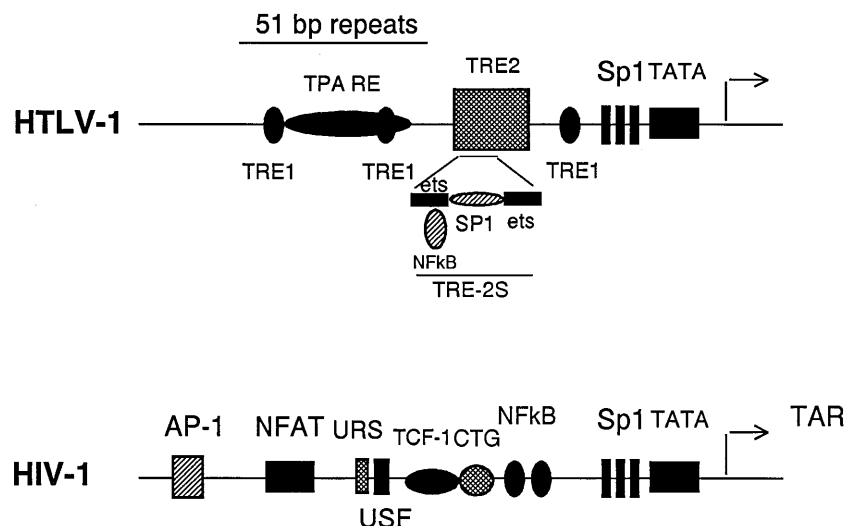 51 bp repeats
TPA RE
TRE2
Sp1 TATA
HTLV-1
TRE1
TRE1
TRE1
ets
SP1
ets
NFkB
TRE-2S
AP-1
NFAT
URS
TCF-1
CTG
NFkB
Sp1 TATA
TAR
HIV-1
USF